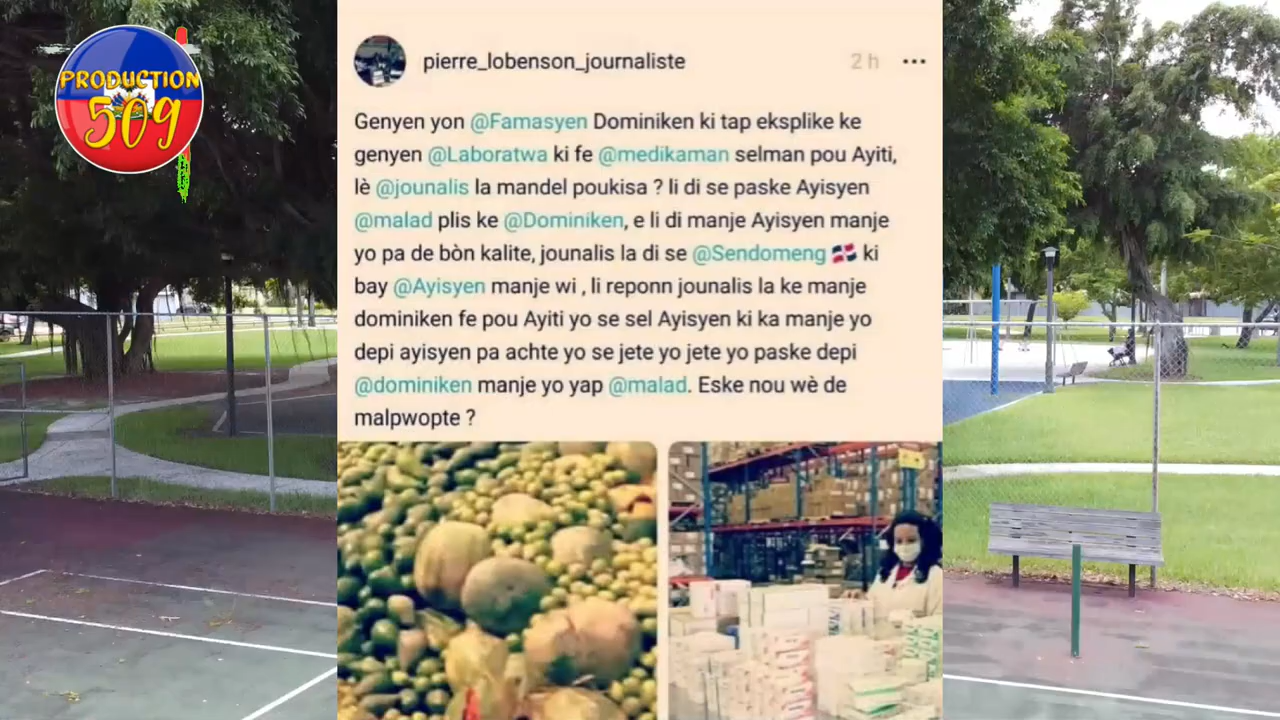 PRODUCTION
509
pierre_lobenson_journaliste
2 h
Genyen yon @Famasyen Dominiken ki tap eksplike ke
genyen @Laboratwa ki fe @medikaman selman pou Ayiti,
lè @jounalis la mandel poukisa ? li di se paske Ayisyen
@malad plis ke @Dominiken, e li di manje Ayisyen manje
yo pa de bòn kalite, jounalis la di se @Sendomeng 🇩🇴 ki
bay @Ayisyen manje wi , li reponn jounalis la ke manje
dominiken fe pou Ayiti yo se sel Ayisyen ki ka manje yo
depi ayisyen pa achte yo se jete yo jete yo paske depi
@dominiken manje yo yap @malad. Eske nou wè de
malpwopte ?